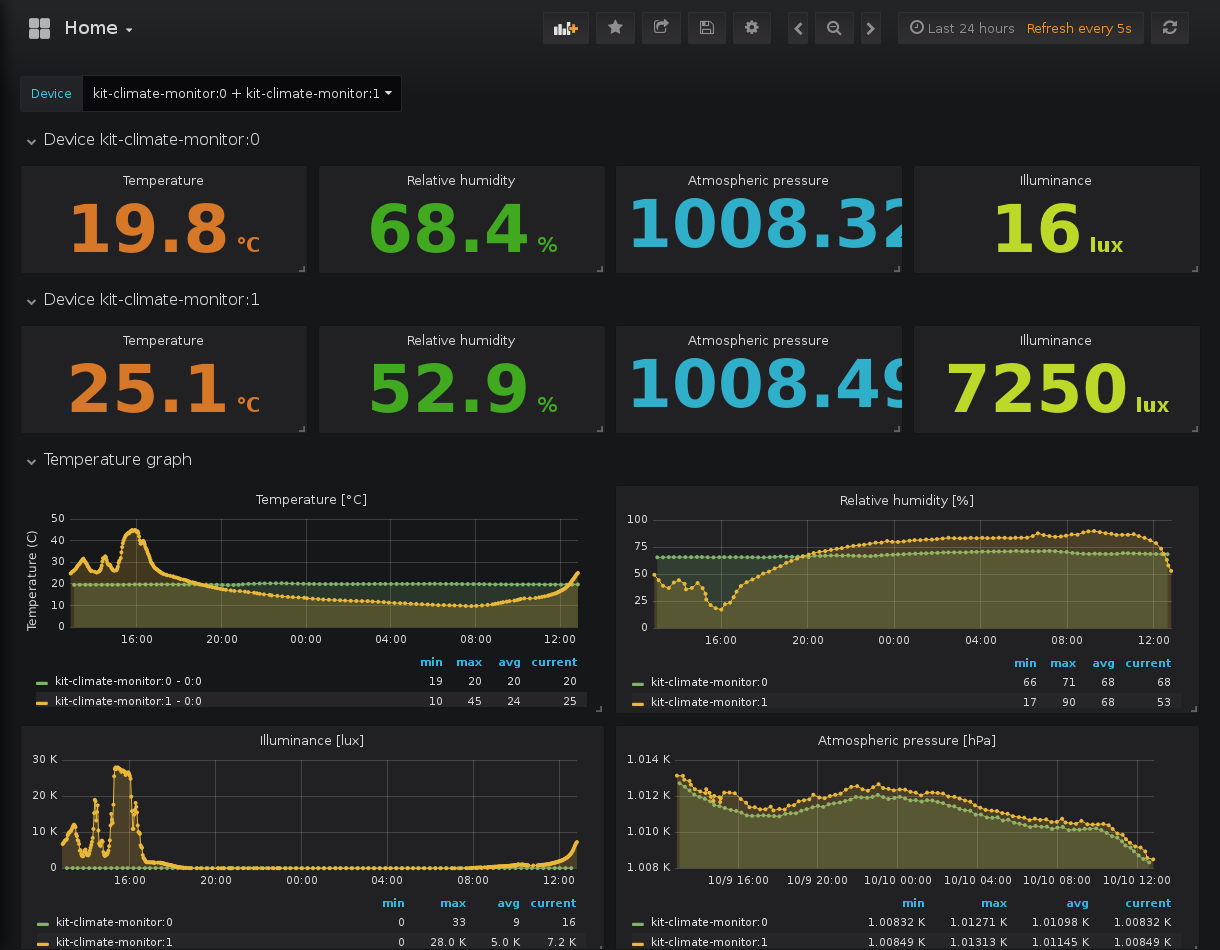 Home
Last 24 hours Refresh every 5s
Device kit-climate-monitor:0 + kit-climate-monitor:1
Device kit-climate-monitor:0
Temperature Relative humidity Atmospheric pressure Illuminance
19.8 °C 68.4 % 1008.32 16 lux
Device kit-climate-monitor:1
Temperature Relative humidity Atmospheric pressure Illuminance
25.1 °C 52.9 % 1008.49 7250 lux
Temperature graph
Temperature [°C]
Temperature (C)
50
40
30
20
10
0
16:00 20:00 00:00 04:00 08:00 12:00
min max avg current
kit-climate-monitor:0 - 0:0 19 20 20 20
kit-climate-monitor:1 - 0:0 10 45 24 25
Relative humidity [%]
100
75
50
25
0
16:00 20:00 00:00 04:00 08:00 12:00
min max avg current
kit-climate-monitor:0 66 71 68 68
kit-climate-monitor:1 17 90 68 53
Illuminance [lux]
30 K
20 K
10 K
0
16:00 20:00 00:00 04:00 08:00 12:00
min max avg current
kit-climate-monitor:0 0 33 9 16
kit-climate-monitor:1 0 28.0 K 5.0 K 7.2 K
Atmospheric pressure [hPa]
1.014 K
1.012 K
1.010 K
1.008 K
10/9 16:00 10/9 20:00 10/10 00:00 10/10 04:00 10/10 08:00 10/10 12:00
min max avg current
kit-climate-monitor:0 1.00832 K 1.01271 K 1.01098 K 1.00832 K
kit-climate-monitor:1 1.00849 K 1.01313 K 1.01145 K 1.00849 K